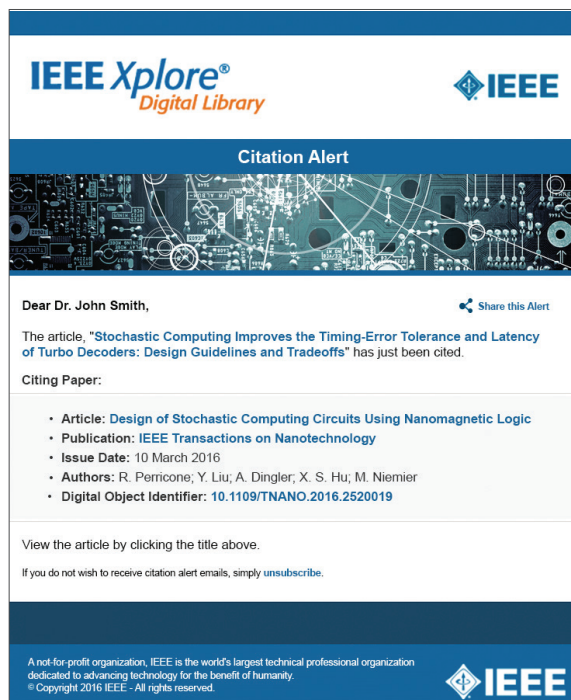 IEEE Xplore®
Digital Library
IEEE
Citation Alert
Dear Dr. John Smith,
Share this Alert
The article, "Stochastic Computing Improves the Timing-Error Tolerance and Latency
of Turbo Decoders: Design Guidelines and Tradeoffs" has just been cited.
Citing Paper:
• Article: Design of Stochastic Computing Circuits Using Nanomagnetic Logic
• Publication: IEEE Transactions on Nanotechnology
• Issue Date: 10 March 2016
• Authors: R. Perricone; Y. Liu; A. Dingler; X. S. Hu; M. Niemier
• Digital Object Identifier: 10.1109/TNANO.2016.2520019
View the article by clicking the title above.
If you do not wish to receive citation alert emails, simply unsubscribe.
A not-for-profit organization, IEEE is the world's largest technical professional organization
dedicated to advancing technology for the benefit of humanity.
© Copyright 2016 IEEE - All rights reserved.
IEEE